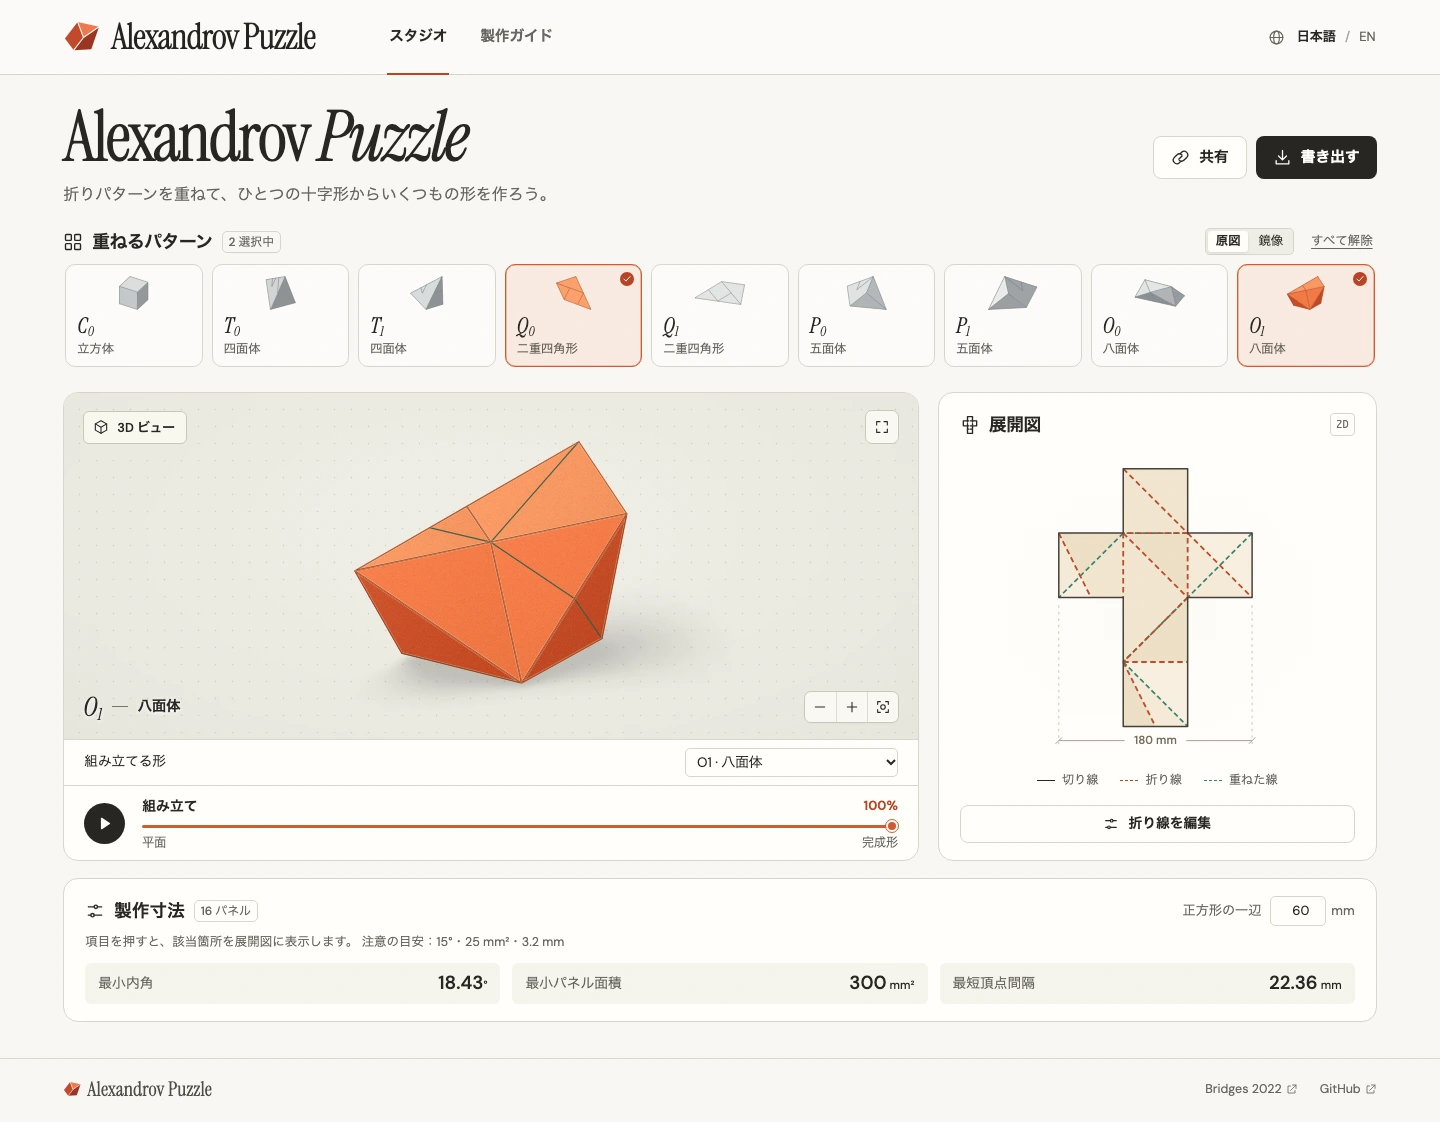 Alexandrov Puzzle
スタジオ
製作ガイド
日本語 / EN
Alexandrov Puzzle
折りパターンを重ねて、ひとつの十字形からいくつもの形を作ろう。
共有
書き出す
重ねるパターン
2 選択中
原図
鏡像
すべて解除
C0
立方体
T0
四面体
T1
四面体
Q0
二重四角形
Q1
二重四角形
P0
五面体
P1
五面体
O0
八面体
O1
八面体
3D ビュー
O1 — 八面体
組み立てる形
O1 · 八面体
組み立て
100%
平面
完成形
展開図
2D
180 mm
切り線
折り線
重ねた線
折り線を編集
製作寸法
16 パネル
正方形の一辺 60 mm
項目を押すと、該当箇所を展開図に表示します。 注意の目安：15°・25 mm²・3.2 mm
最小内角
18.43°
最小パネル面積
300 mm²
最短頂点間隔
22.36 mm
Alexandrov Puzzle
Bridges 2022
GitHub